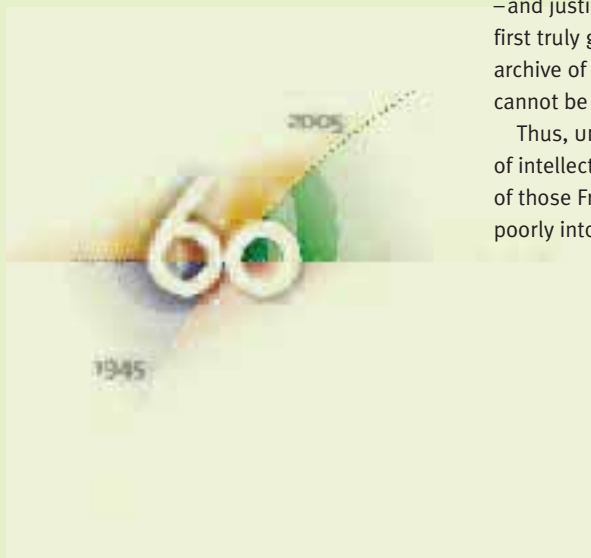 –and justi
first truly g
archive of
cannot be
Thus, un
of intellect
of those Fr
poorly into
2005
60
1945